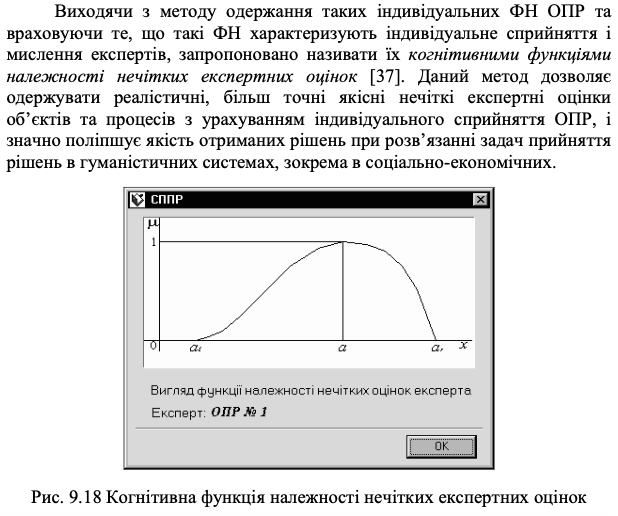 Виходячи з методу одержання таких індивідуальних ФН ОПР та
враховуючи те, що такі ФН характеризують індивідуальне сприйняття і
мислення експертів, запропоновано називати їх когнітивними функціями
належності нечітких експертних оцінок [37]. Даний метод дозволяє
одержувати реалістичні, більш точні якісні нечіткі експертні оцінки
об’єктів та процесів з урахуванням індивідуального сприйняття ОПР, і
значно поліпшує якість отриманих рішень при розв’язанні задач прийняття
рішень в гуманістичних системах, зокрема в соціально-економічних.
СППР
μ
1
0 aₗ a aᵣ x
Вигляд функції належності нечітких оцінок експерта
Експерт: ОПР № 1
OK
Рис. 9.18 Когнітивна функція належності нечітких експертних оцінок